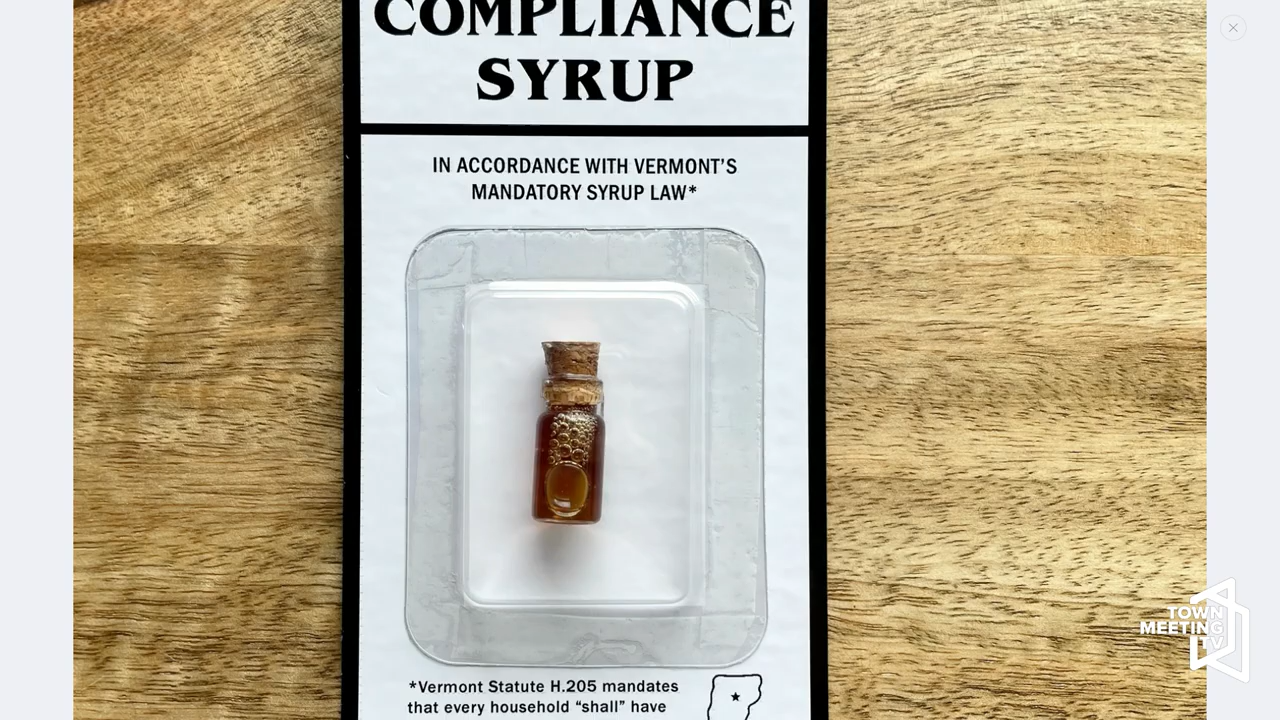 COMPLIANCE
SYRUP
IN ACCORDANCE WITH VERMONT'S
MANDATORY SYRUP LAW*
*Vermont Statute H.205 mandates
that every household “shall” have
TOWN
MEETING
TV